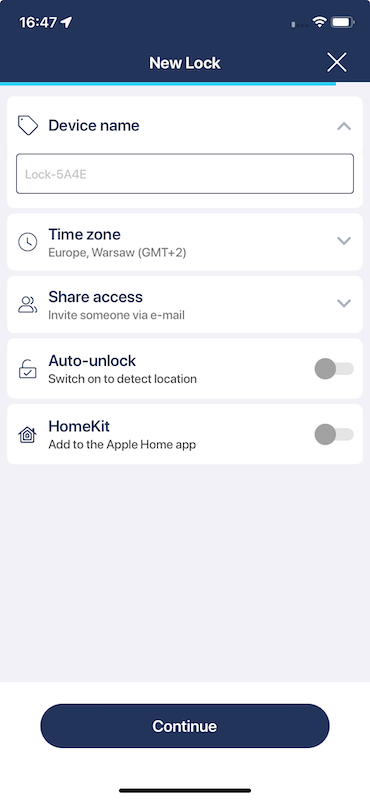 16:47
New Lock
Device name
Lock-5A4E
Time zone
Europe, Warsaw (GMT+2)
Share access
Invite someone via e-mail
Auto-unlock
Switch on to detect location
HomeKit
Add to the Apple Home app
Continue